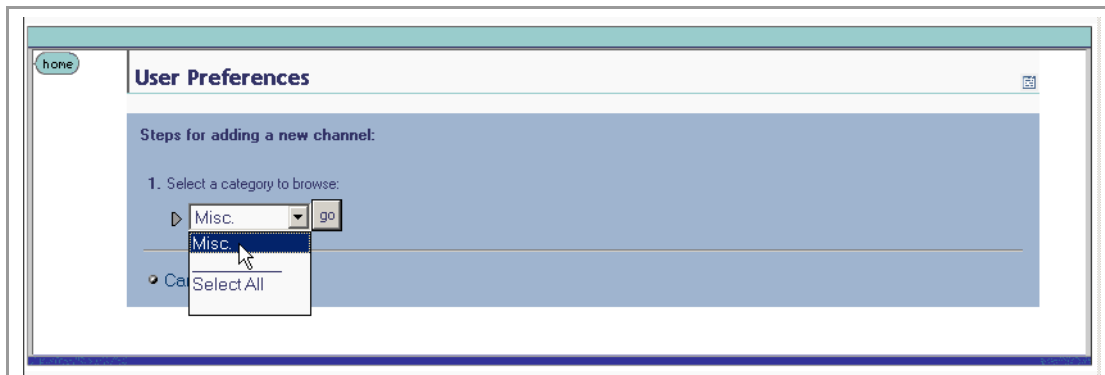 home
User Preferences
Steps for adding a new channel:
1. Select a category to browse:
Misc.
go
Misc.
Select All